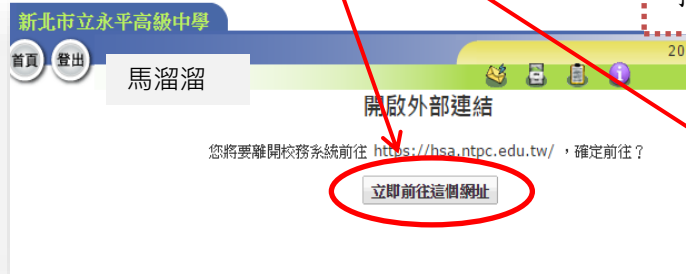 新北市立永平高級中學
20
首頁 登出
馬溜溜
開啟外部連結
您將要離開校務系統前往 https://hsa.ntpc.edu.tw/ ，確定前往？
立即前往這個網址